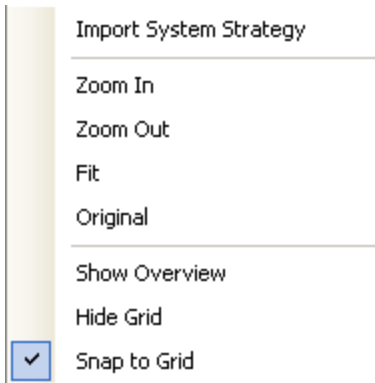 Import System Strategy
Zoom In
Zoom Out
Fit
Original
Show Overview
Hide Grid
Snap to Grid